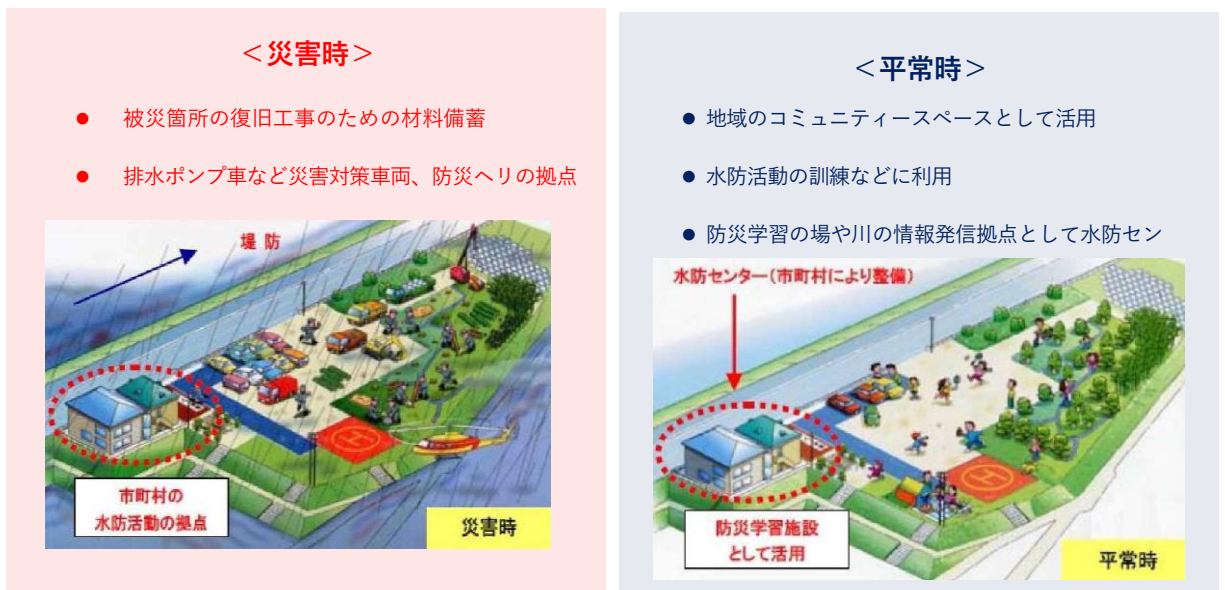 ＜災害時＞
● 被災箇所の復旧工事のための材料備蓄
● 排水ポンプ車など災害対策車両、防災ヘリの拠点
堤 防
市町村の
水防活動の拠点
災害時
＜平常時＞
● 地域のコミュニティースペースとして活用
● 水防活動の訓練などに利用
● 防災学習の場や川の情報発信拠点として水防セン
水防センター（市町村により整備）
防災学習施設
として活用
平常時